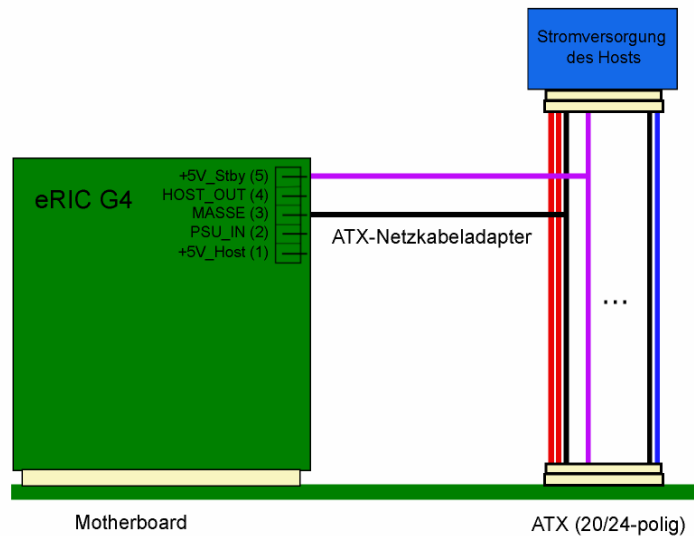 Stromversorgung
des Hosts
eRIC G4
+5V_Stby (5)
HOST_OUT (4)
MASSE (3)
PSU_IN (2)
+5V_Host (1)
ATX-Netzkabeladapter
...
Motherboard
ATX (20/24-polig)